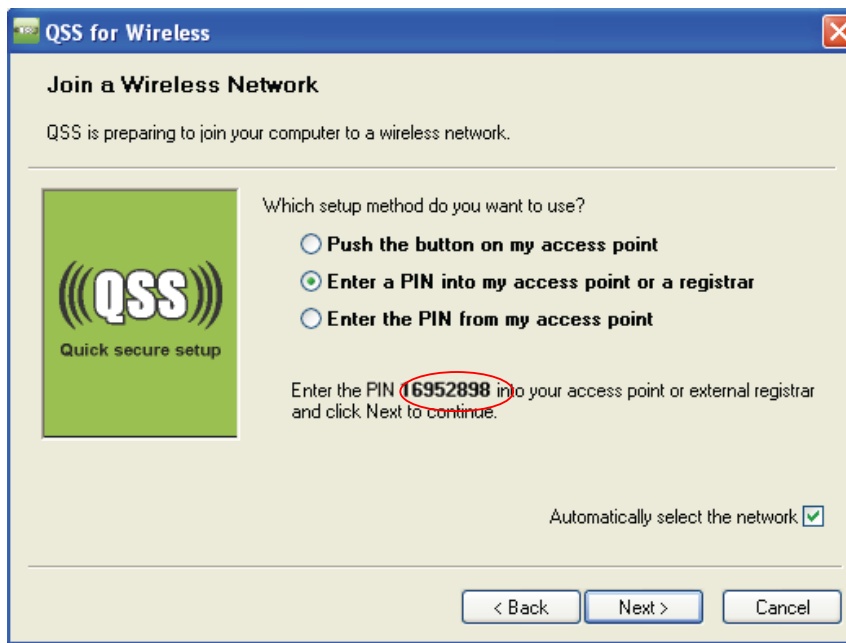 QSS for Wireless
Join a Wireless Network
QSS is preparing to join your computer to a wireless network.
Which setup method do you want to use?
Push the button on my access point
Enter a PIN into my access point or a registrar
Enter the PIN from my access point
(((QSS)))
Quick secure setup
Enter the PIN 16952898 into your access point or external registrar
and click Next to continue.
Automatically select the network
< Back Next > Cancel